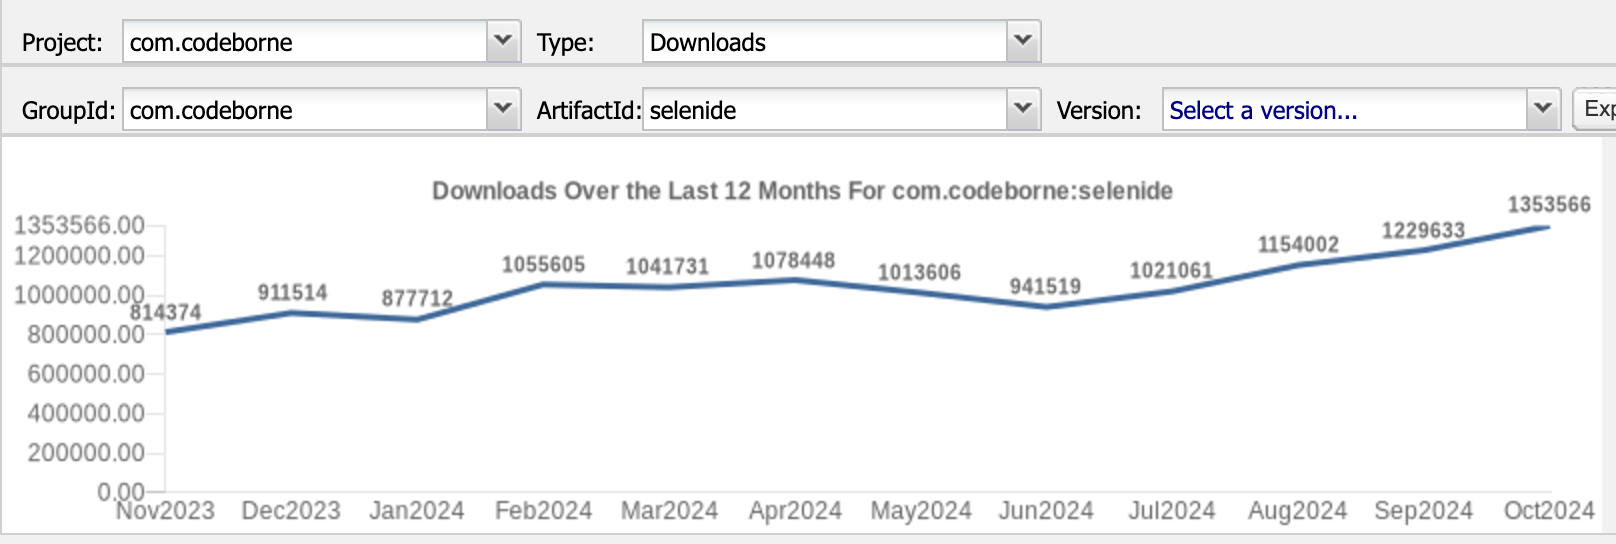 Project: com.codeborne Type: Downloads
GroupId: com.codeborne ArtifactId: selenide Version: Select a version... Exp
Downloads Over the Last 12 Months For com.codeborne:selenide
1353566.00
1200000.00
1000000.00
800000.00
600000.00
400000.00
200000.00
0.00
814374 911514 877712 1055605 1041731 1078448 1013606 941519 1021061 1154002 1229633 1353566
Nov2023 Dec2023 Jan2024 Feb2024 Mar2024 Apr2024 May2024 Jun2024 Jul2024 Aug2024 Sep2024 Oct2024